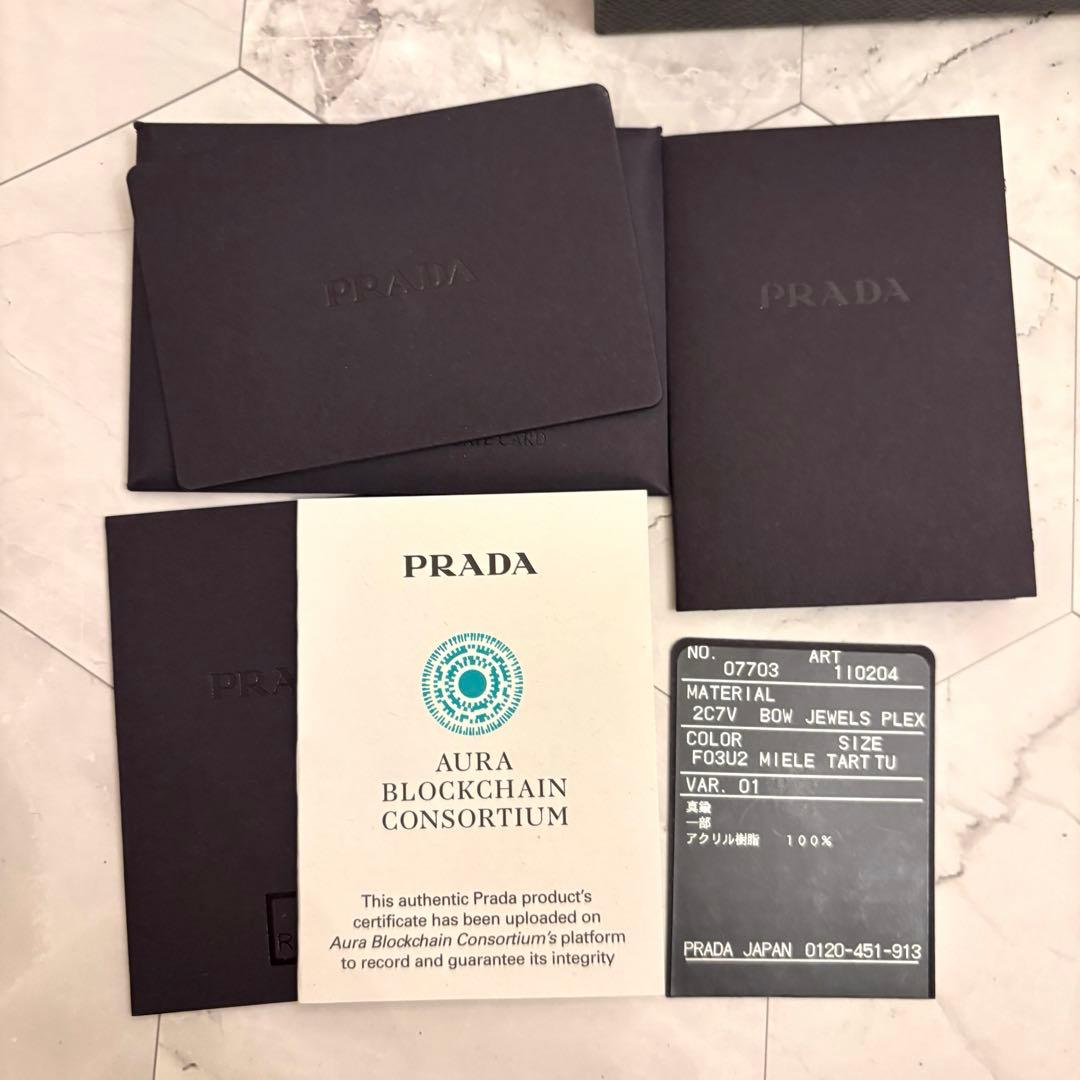 PRADA
CARD
PRADA
PRA
R
PRADA
AURA
BLOCKCHAIN
CONSORTIUM
This authentic Prada product's
certificate has been uploaded on
Aura Blockchain Consortium's platform
to record and guarantee its integrity
NO. ART
07703 1I0204
MATERIAL
2C7V BOW JEWELS PLEX
COLOR SIZE
F03U2 MIELE TART TU
VAR. 01
真鍮
一部
アクリル樹脂 100%
PRADA JAPAN 0120-451-913